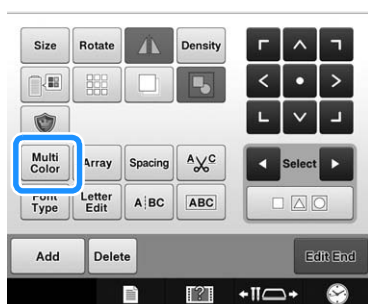 Size Rotate Density
Multi Color Array Spacing A C
Font Type Letter Edit A BC ABC
Select
Add Delete Edit End
?